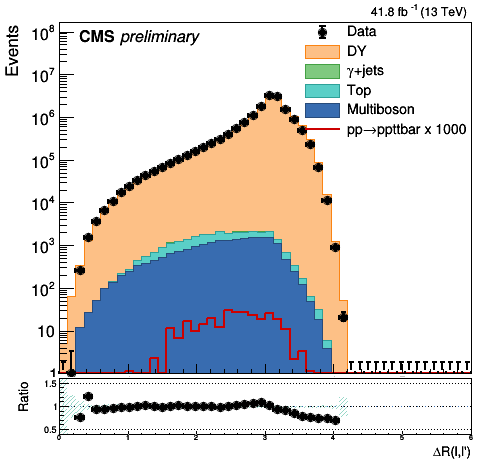 41.8 fb⁻¹ (13 TeV)
CMS preliminary
Events
10⁸
10⁷
10⁶
10⁵
10⁴
10³
10²
10
1
Data
DY
γ+jets
Top
Multiboson
pp→ppttbar x 1000
Ratio
1.5
1
0.5
0 1 2 3 4 5 6
ΔR(l,l')